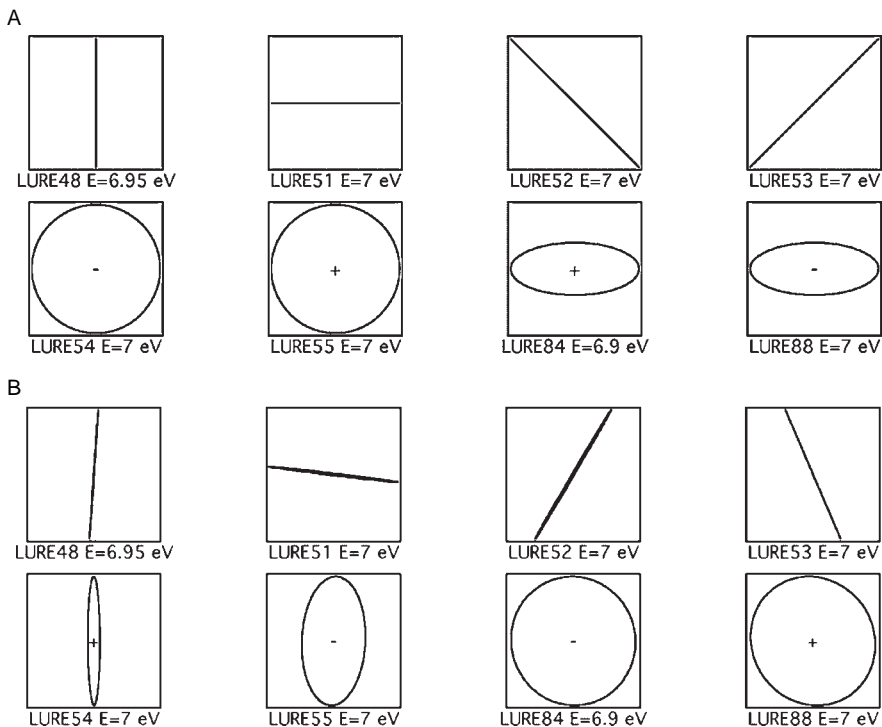 A
LURE48 E=6.95 eV
LURE51 E=7 eV
LURE52 E=7 eV
LURE53 E=7 eV
-
+
+
-
LURE54 E=7 eV
LURE55 E=7 eV
LURE84 E=6.9 eV
LURE88 E=7 eV
B
LURE48 E=6.95 eV
LURE51 E=7 eV
LURE52 E=7 eV
LURE53 E=7 eV
+
-
-
+
LURE54 E=7 eV
LURE55 E=7 eV
LURE84 E=6.9 eV
LURE88 E=7 eV